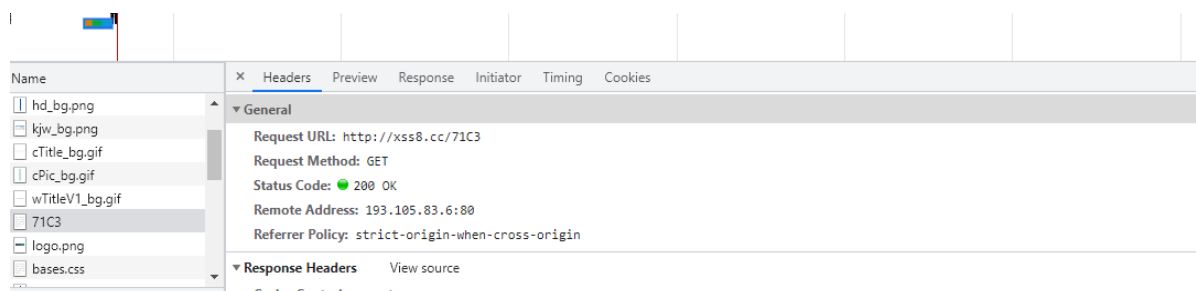 Name
hd_bg.png
kjw_bg.png
cTitle_bg.gif
cPic_bg.gif
wTitleV1_bg.gif
71C3
logo.png
bases.css
× Headers Preview Response Initiator Timing Cookies
▼ General
Request URL: http://xss8.cc/71C3
Request Method: GET
Status Code: 200 OK
Remote Address: 193.105.83.6:80
Referrer Policy: strict-origin-when-cross-origin
▼ Response Headers View source